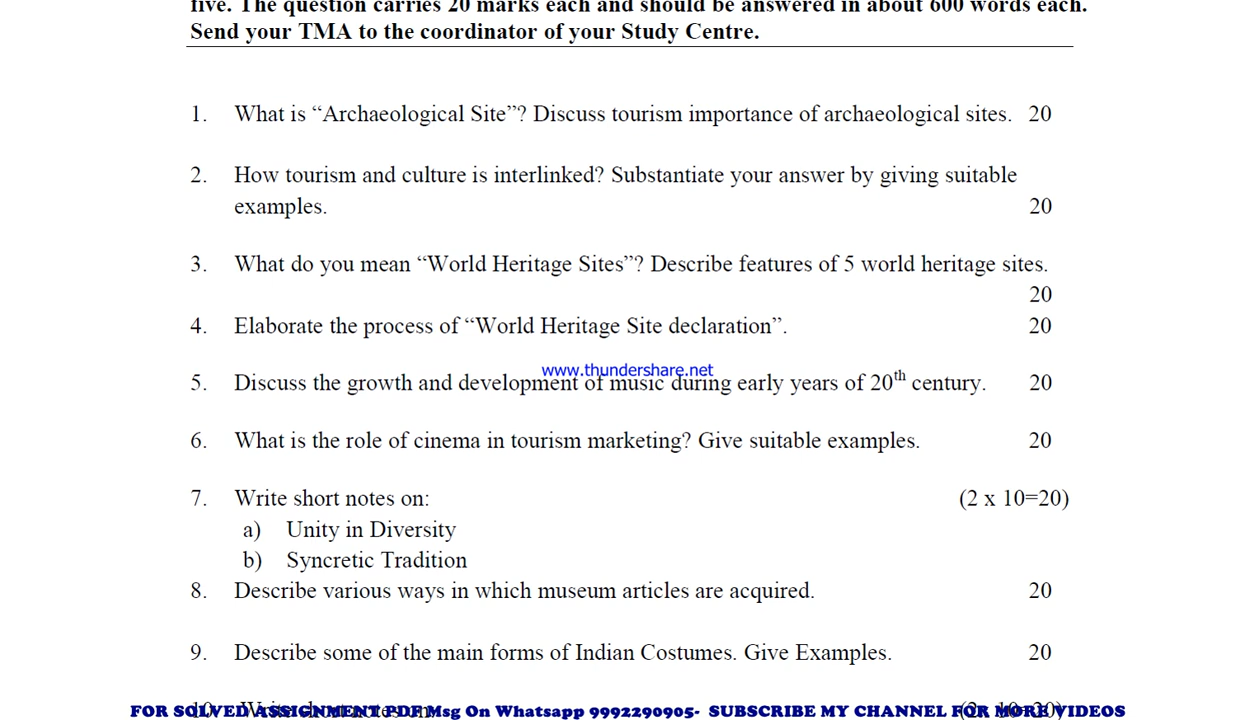 five. The question carries 20 marks each and should be answered in about 600 words each.
Send your TMA to the coordinator of your Study Centre.
1. What is “Archaeological Site”? Discuss tourism importance of archaeological sites. 20
2. How tourism and culture is interlinked? Substantiate your answer by giving suitable
examples. 20
3. What do you mean “World Heritage Sites”? Describe features of 5 world heritage sites.
20
4. Elaborate the process of “World Heritage Site declaration”. 20
www.thundershare.net
5. Discuss the growth and development of music during early years of 20th century. 20
6. What is the role of cinema in tourism marketing? Give suitable examples. 20
7. Write short notes on: (2 x 10=20)
a) Unity in Diversity
b) Syncretic Tradition
8. Describe various ways in which museum articles are acquired. 20
9. Describe some of the main forms of Indian Costumes. Give Examples. 20
10. Write short notes on: (2 x 10=20)
FOR SOLVED ASSIGNMENT PDF Msg On Whatsapp 9992290905- SUBSCRIBE MY CHANNEL FOR MORE VIDEOS